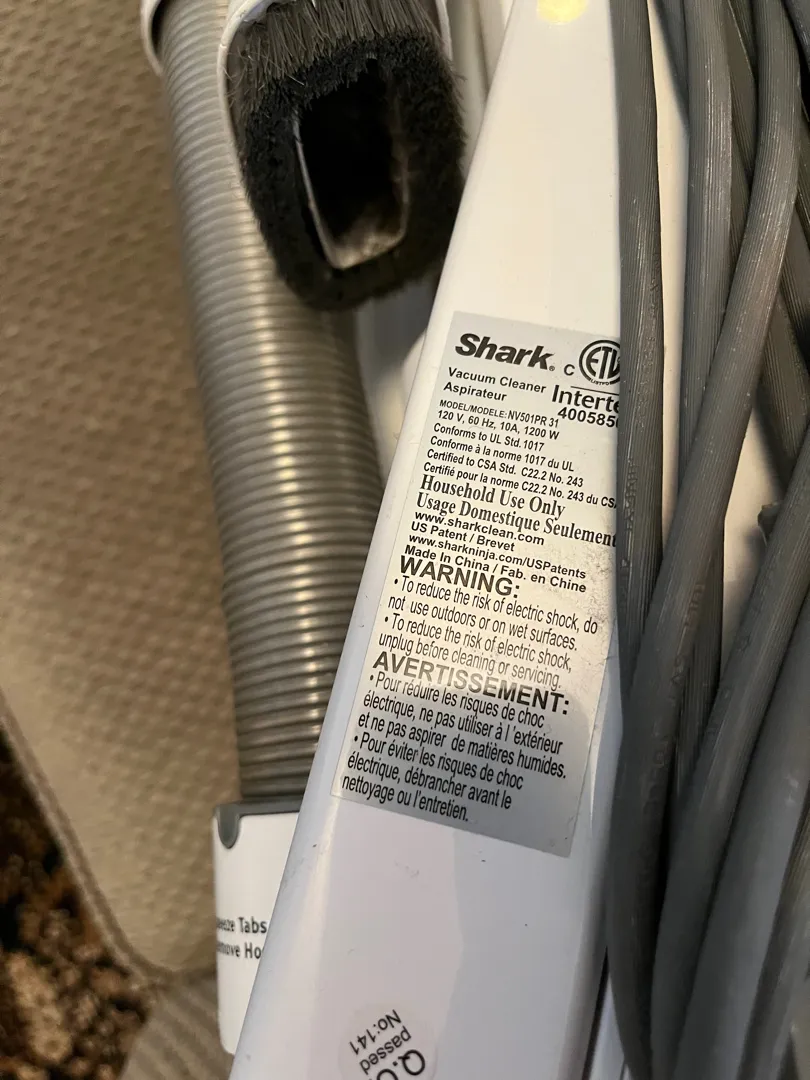 Shark® c ETL
LISTED
Vacuum Cleaner
Aspirateur
MODEL/MODELE:NV501PR 31
120 V, 60 Hz, 10A, 1200 W
Conforms to UL Std.1017
Conforme à la norme 1017 du UL
Certified to CSA Std. C22.2 No. 243
Certifié pour la norme C22.2 No. 243 du
Household Use Only
Usage Domestique Seulement
www.sharkclean.com
US Patent / Brevet
www.sharkninja.com/USPatents
Made In China / Fab. en Chine
WARNING:
• To reduce the risk of electric shock, do
not use outdoors or on wet surfaces.
• To reduce the risk of electric shock,
unplug before cleaning or servicing.
AVERTISSEMENT:
• Pour réduire les risques de choc
électrique, ne pas utiliser à l'extérieur
et ne pas aspirer de matières humides.
• Pour éviter les risques de choc
électrique, débrancher avant le
nettoyage ou l'entretien.
Tabs
passed
No:141